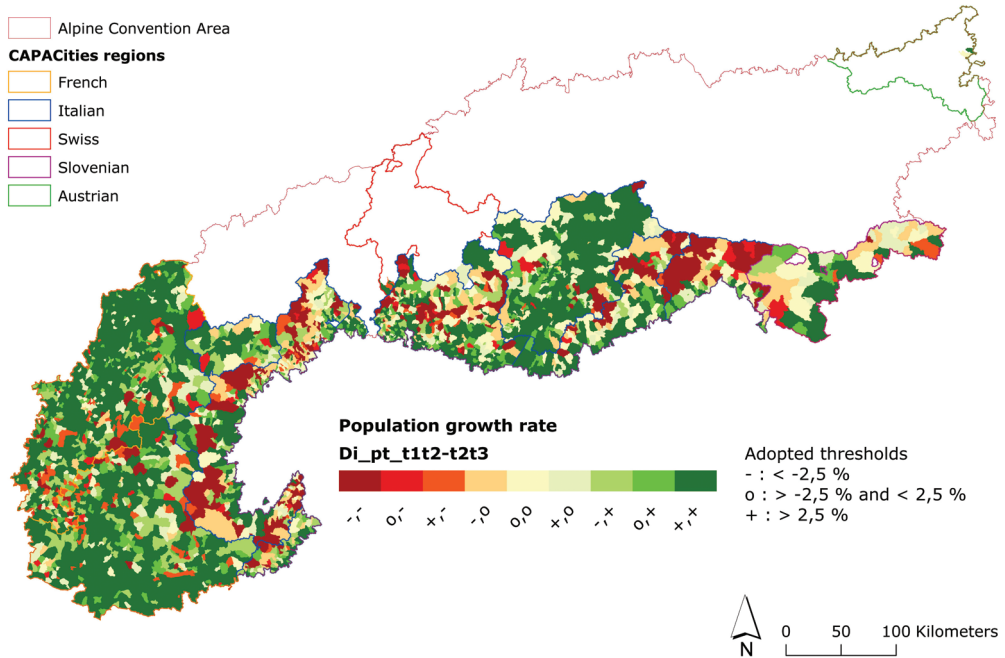 Alpine Convention Area
CAPACities regions
French
Italian
Swiss
Slovenian
Austrian
Population growth rate
Di_pt_t1t2-t2t3
-,- o,- x,- -,o o,o x,o -,x o,x x,x
Adopted thresholds
- : < -2,5 %
o : > -2,5 % and < 2,5 %
+ : > 2,5 %
N
0 50 100 Kilometers